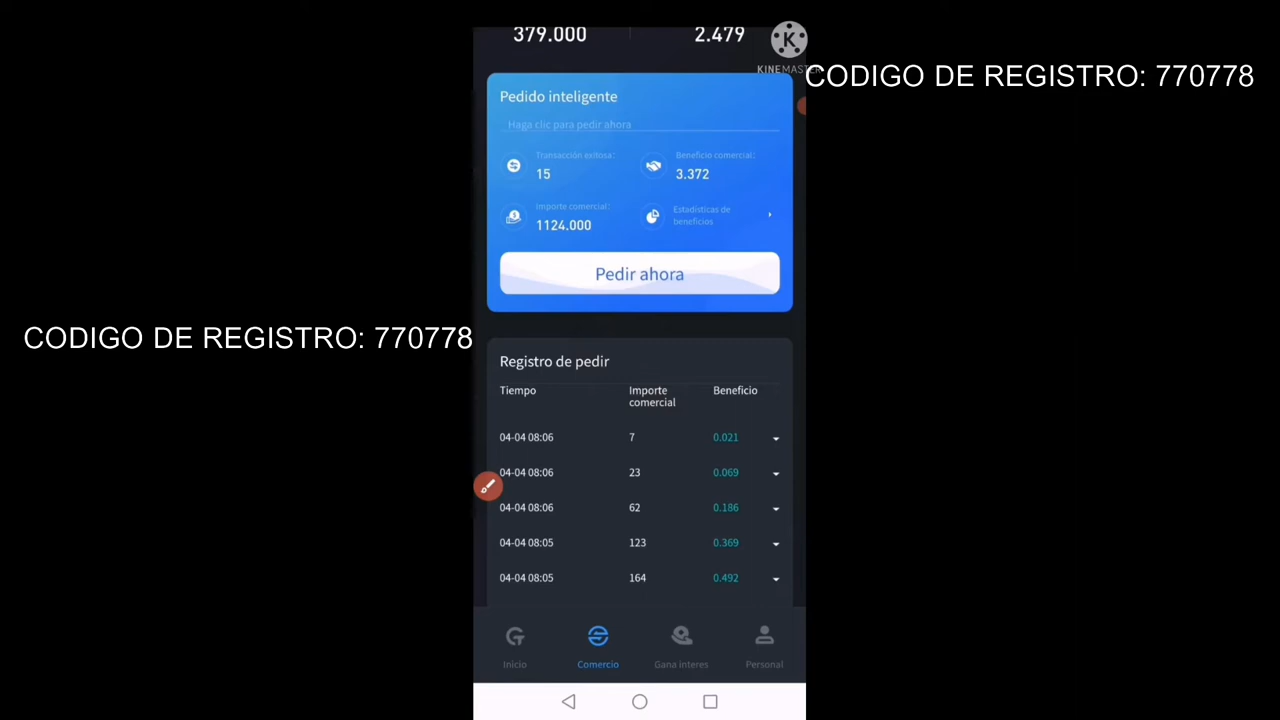 379.000
2.479
K
KINEMASTER
CODIGO DE REGISTRO: 770778
Pedido inteligente
Haga clic para pedir ahora
Transacción exitosa:
15
Beneficio comercial:
3.372
Importe comercial:
1124.000
Estadísticas de
beneficios
Pedir ahora
CODIGO DE REGISTRO: 770778
Registro de pedir
Tiempo
Importe
comercial
Beneficio
04-04 08:06
7
0.021
04-04 08:06
23
0.069
04-04 08:06
62
0.186
04-04 08:05
123
0.369
04-04 08:05
164
0.492
Inicio
Comercio
Gana interes
Personal